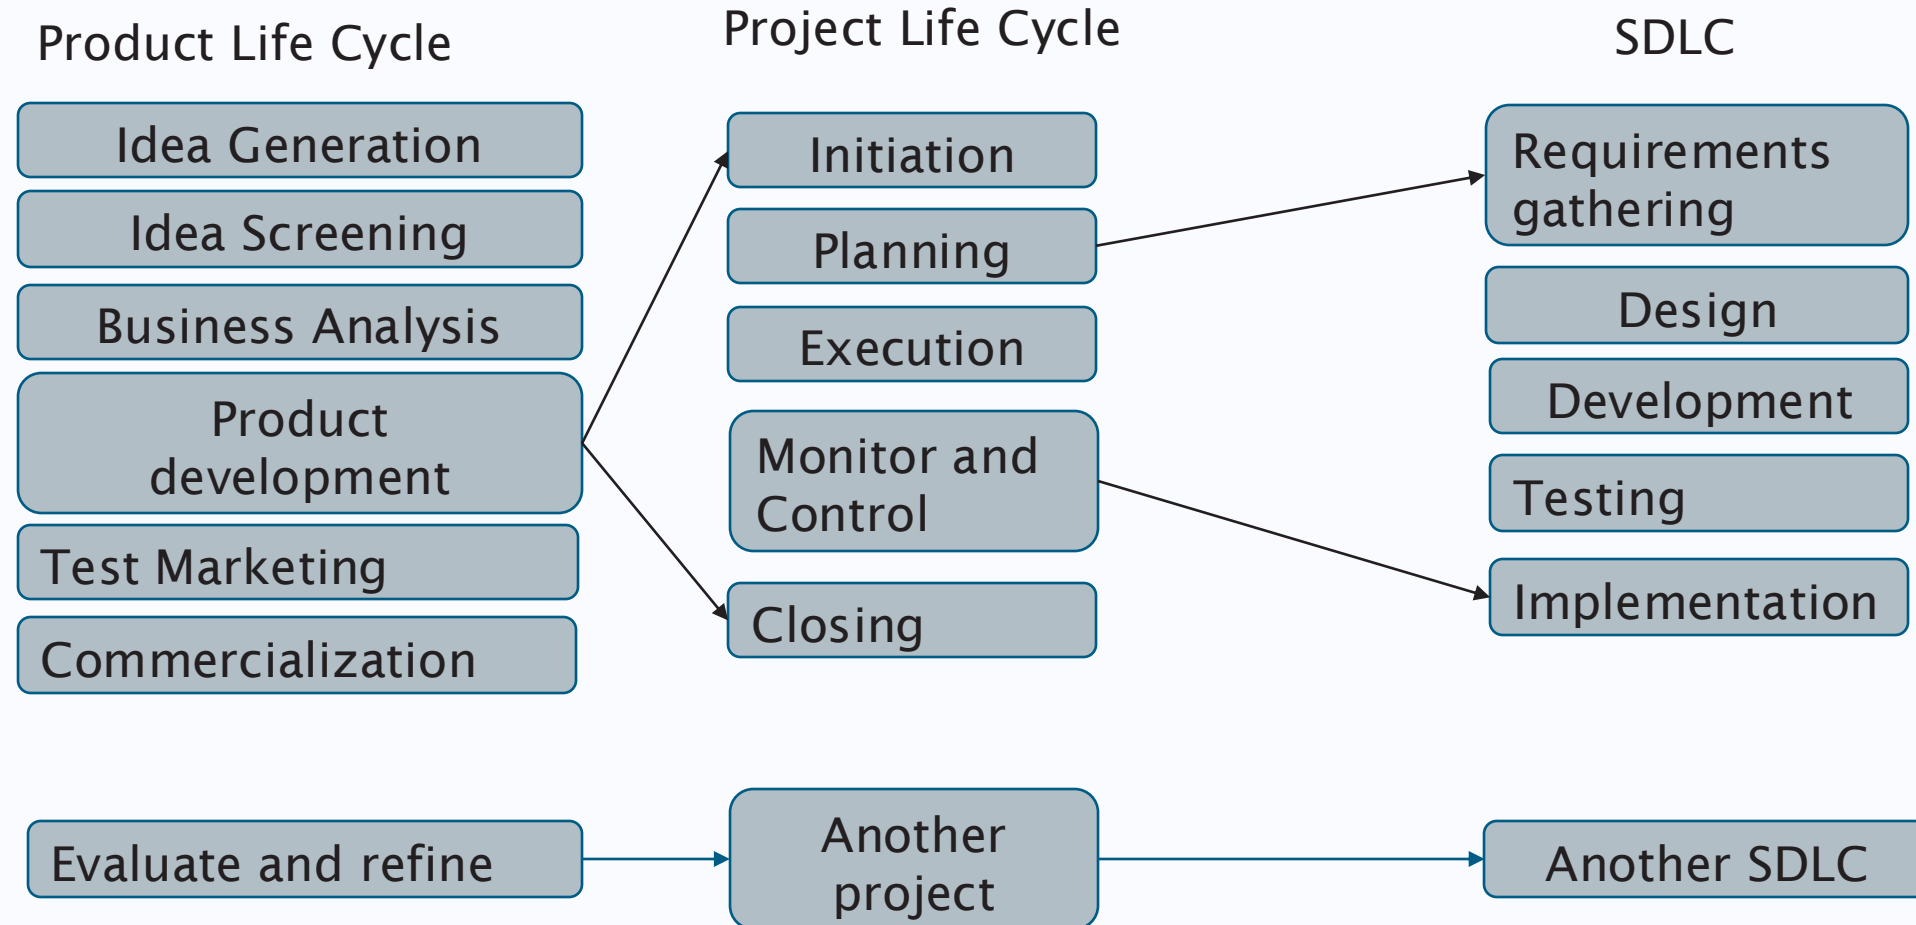 Product Life Cycle
Idea Generation
Idea Screening
Business Analysis
Product
development
Test Marketing
Commercialization
Evaluate and refine
Project Life Cycle
Initiation
Planning
Execution
Monitor and
Control
Closing
Another
project
SDLC
Requirements
gathering
Design
Development
Testing
Implementation
Another SDLC